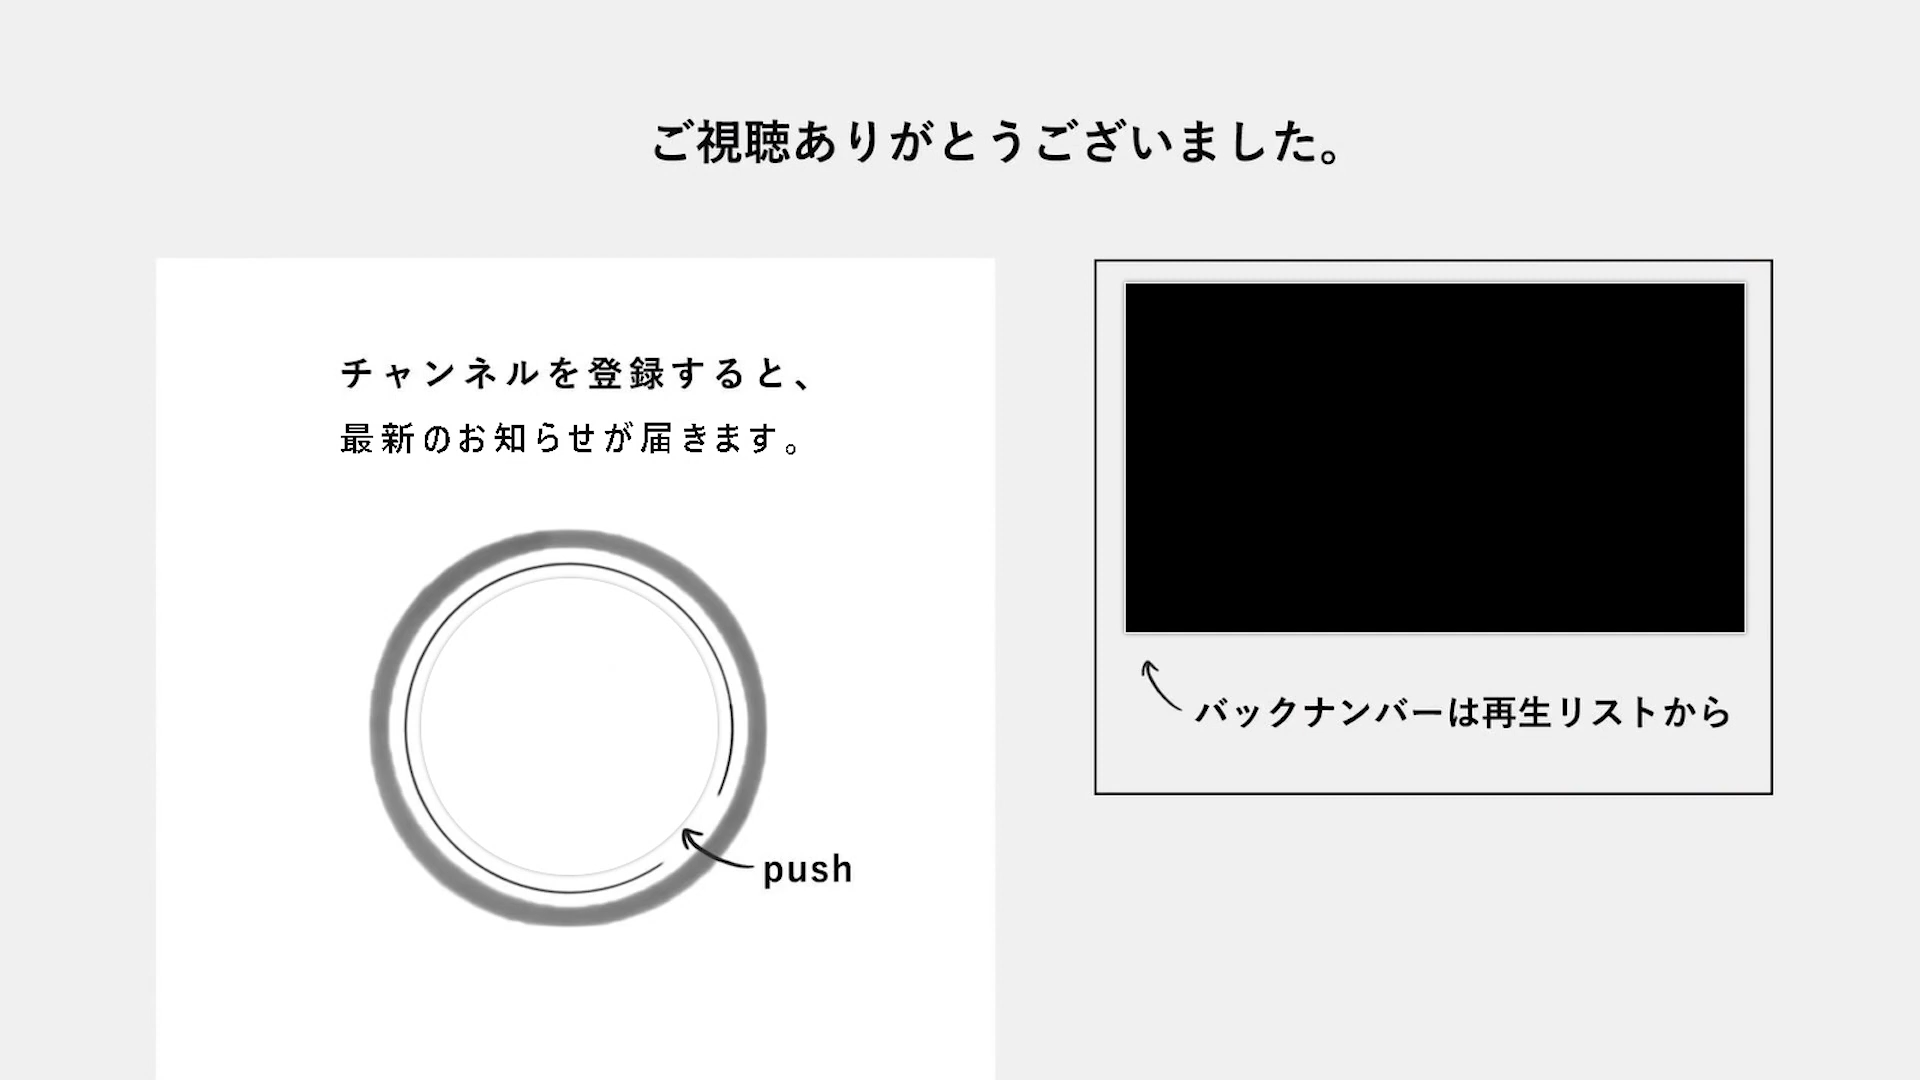 ご視聴ありがとうございました。
チャンネルを登録すると、
最新のお知らせが届きます。
push
バックナンバーは再生リストから